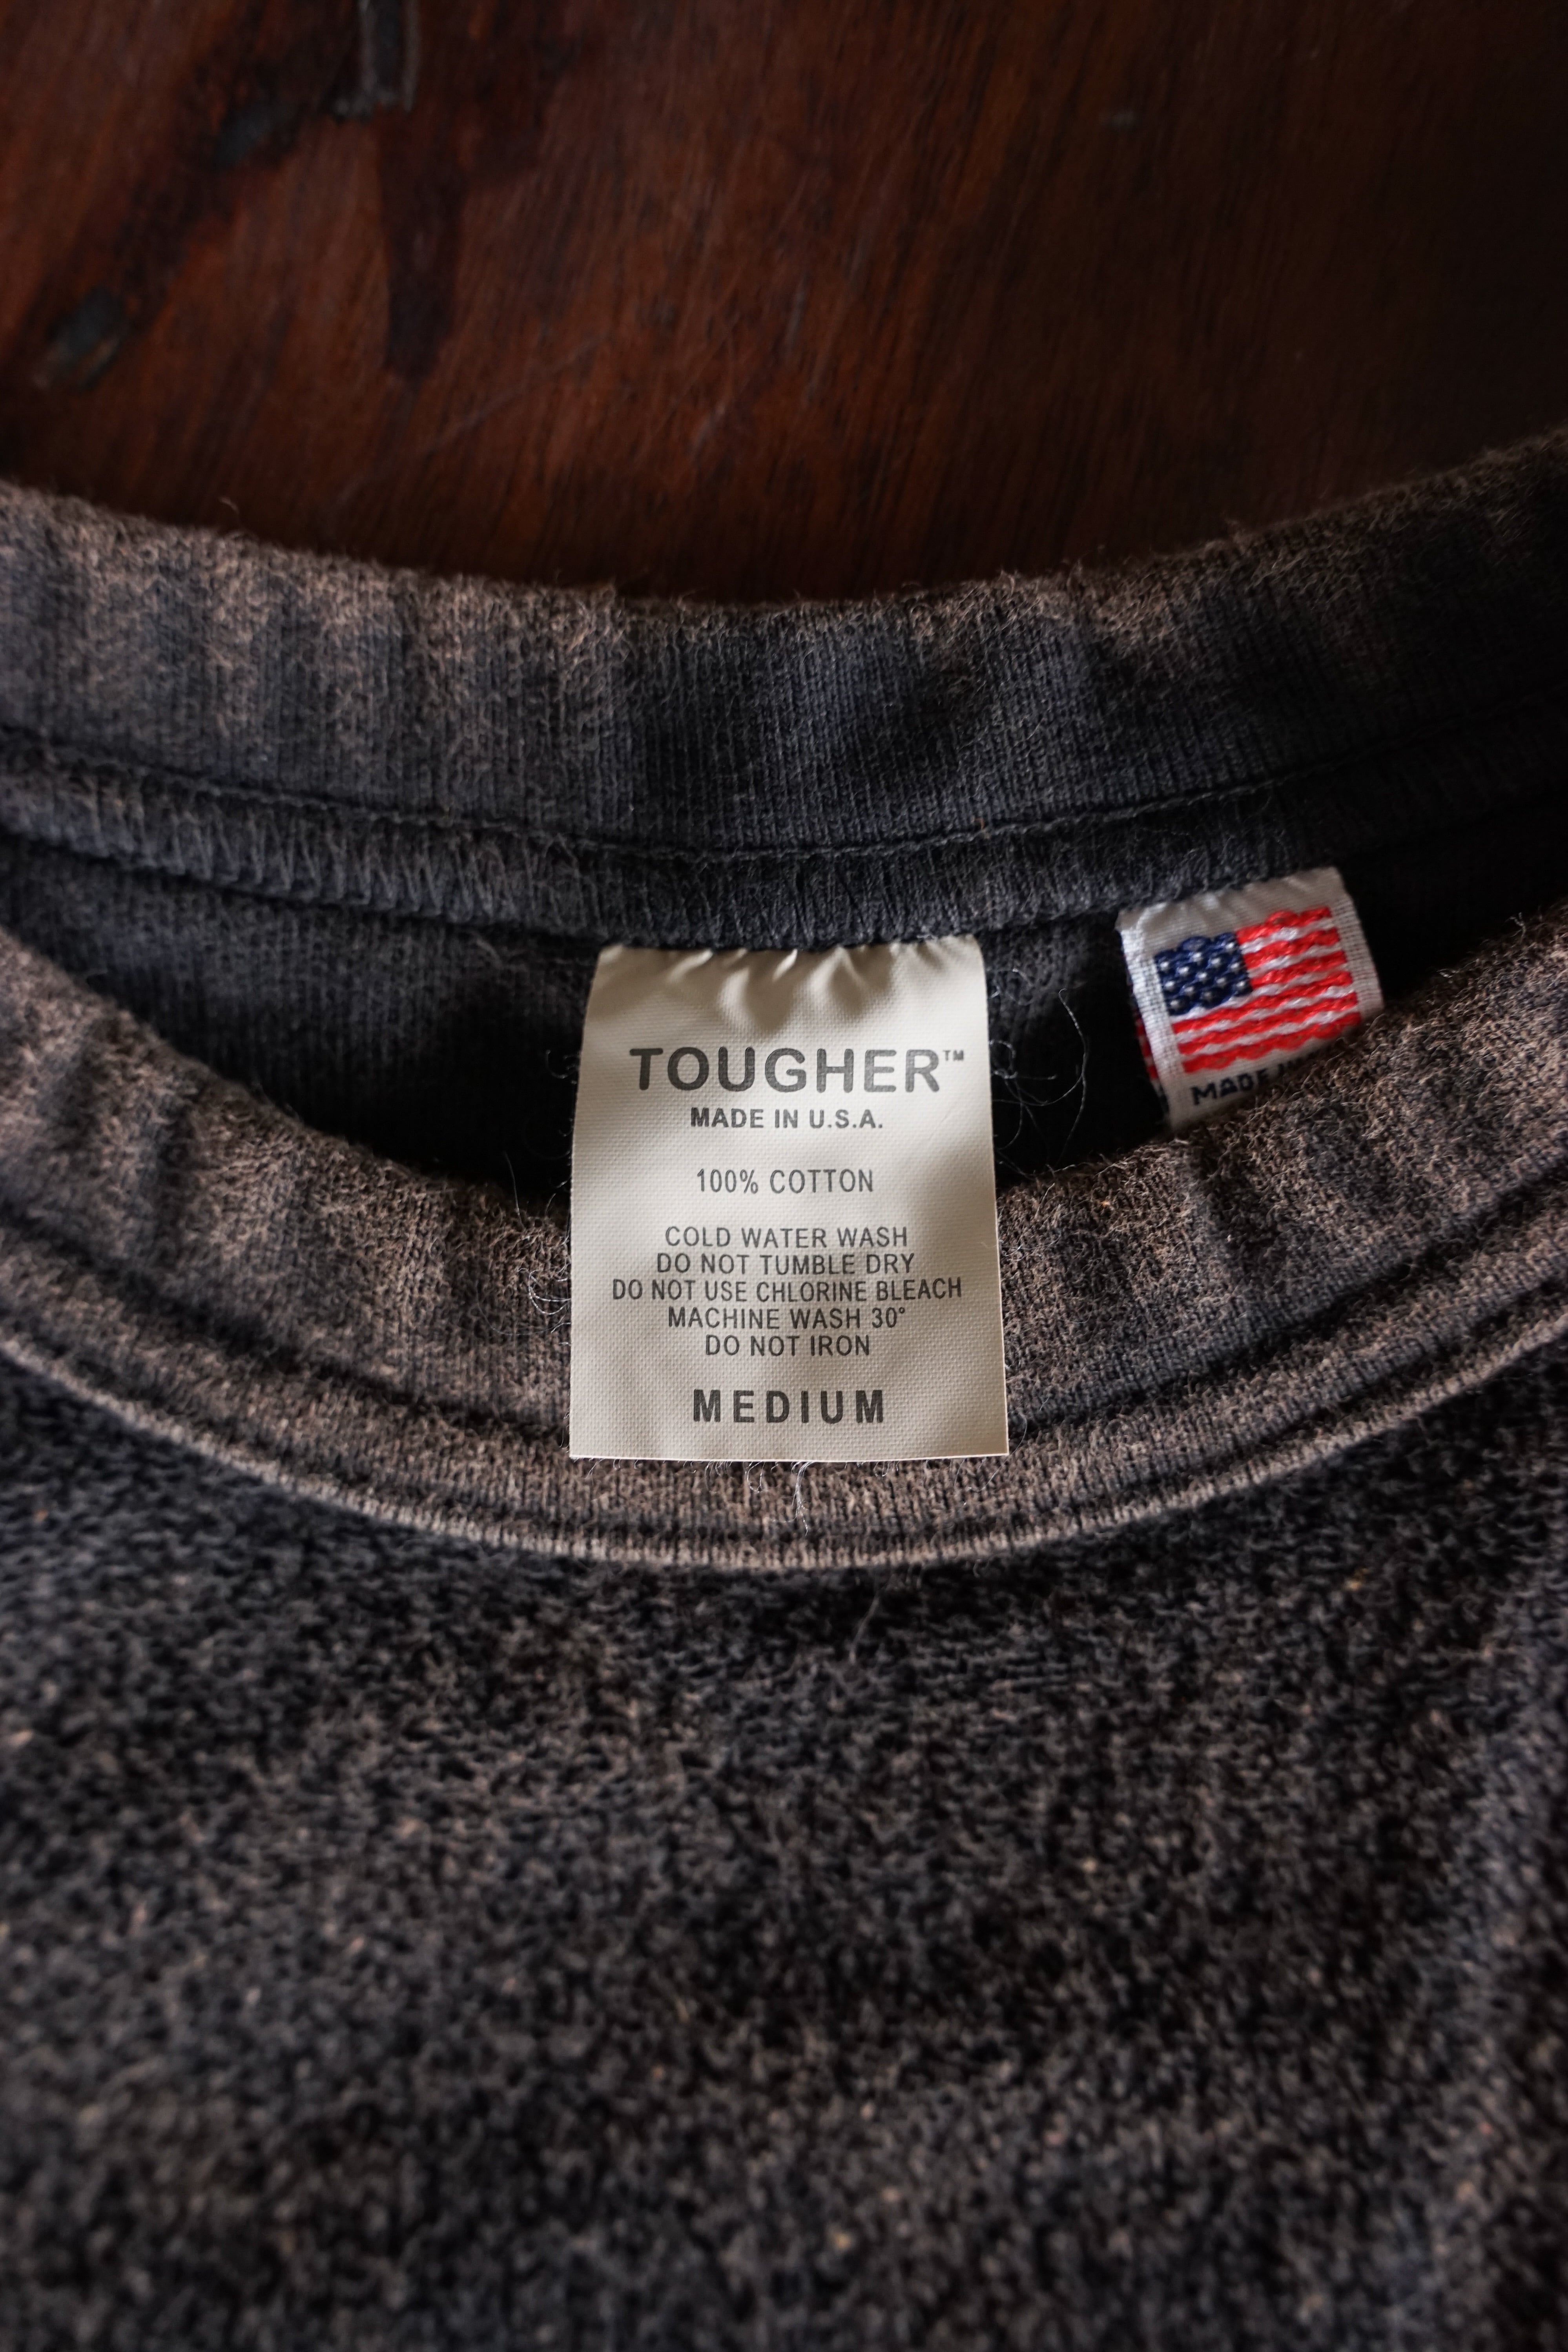 TOUGHER™
MADE IN U.S.A.
100% COTTON
COLD WATER WASH
DO NOT TUMBLE DRY
DO NOT USE CHLORINE BLEACH
MACHINE WASH 30°
DO NOT IRON
MEDIUM
MADE